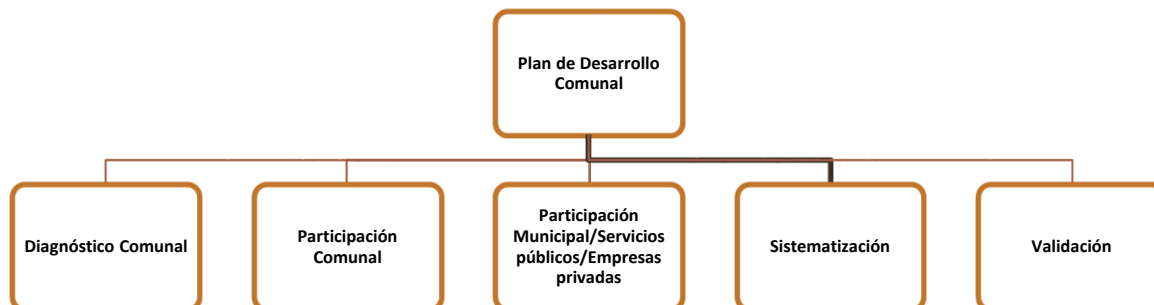 Plan de Desarrollo
Comunal
Diagnóstico Comunal
Participación
Comunal
Participación
Municipal/Servicios
públicos/Empresas
privadas
Sistematización
Validación